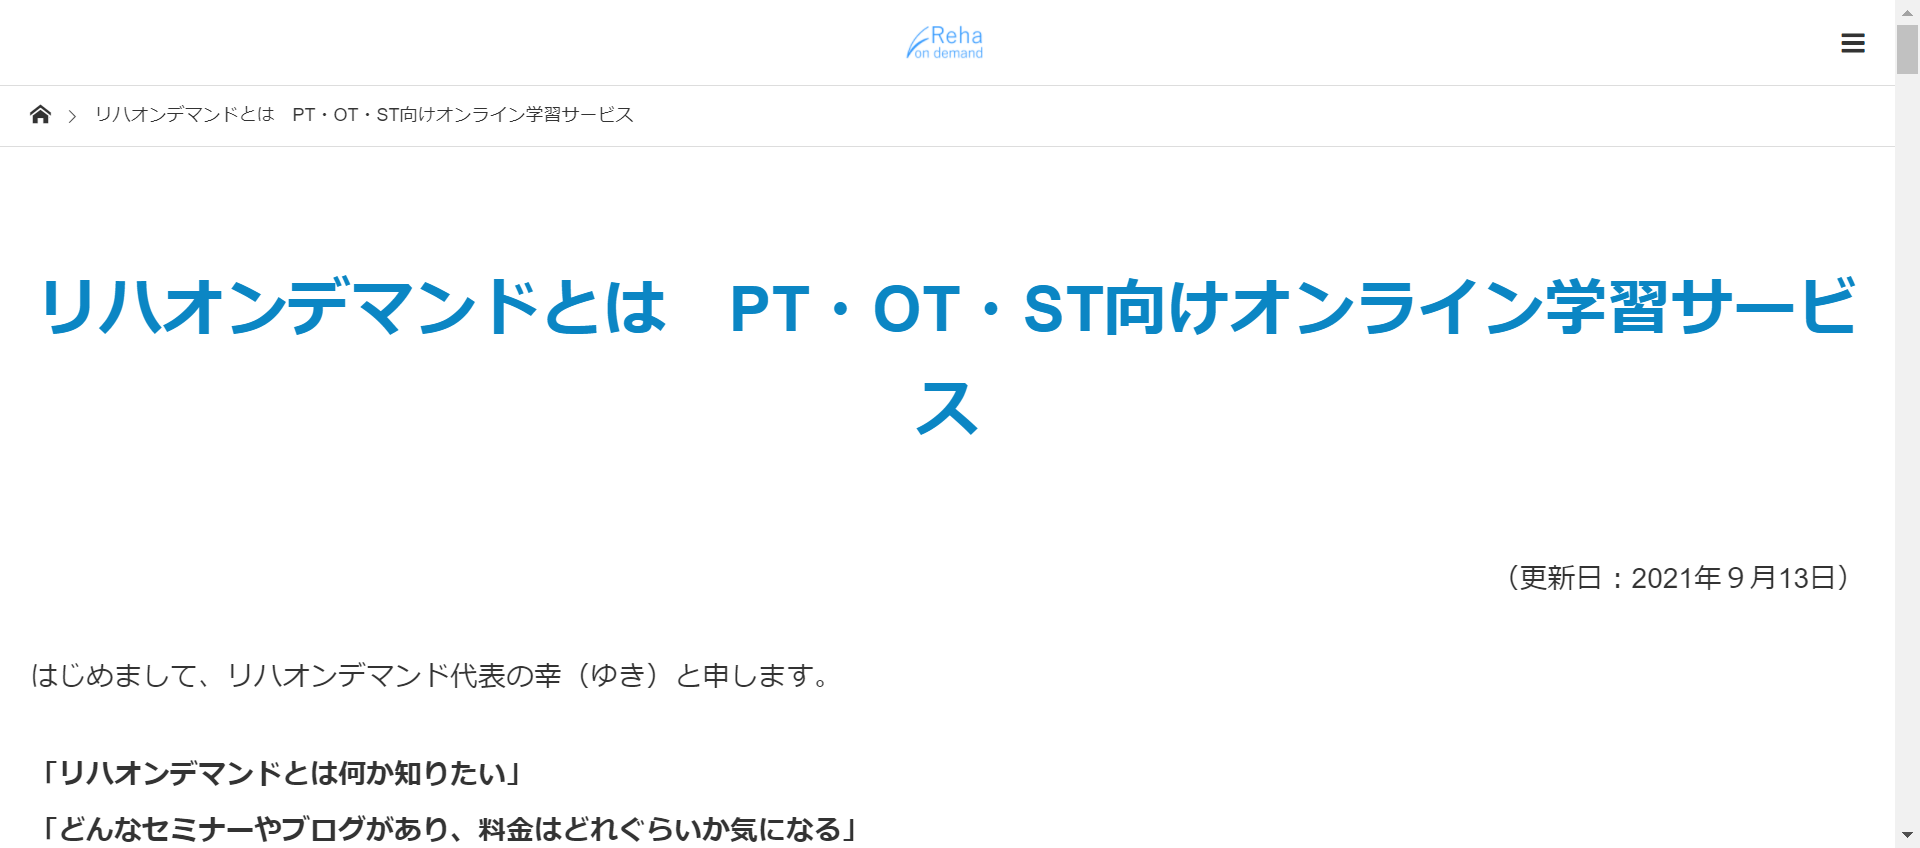 Reha
on demand
リハオンデマンドとは　PT・OT・ST向けオンライン学習サービス
リハオンデマンドとは　PT・OT・ST向けオンライン学習サービ
ス
（更新日：2021年９月13日）
はじめまして、リハオンデマンド代表の幸（ゆき）と申します。
「リハオンデマンドとは何か知りたい」
「どんなセミナーやブログがあり、料金はどれぐらいか気になる」